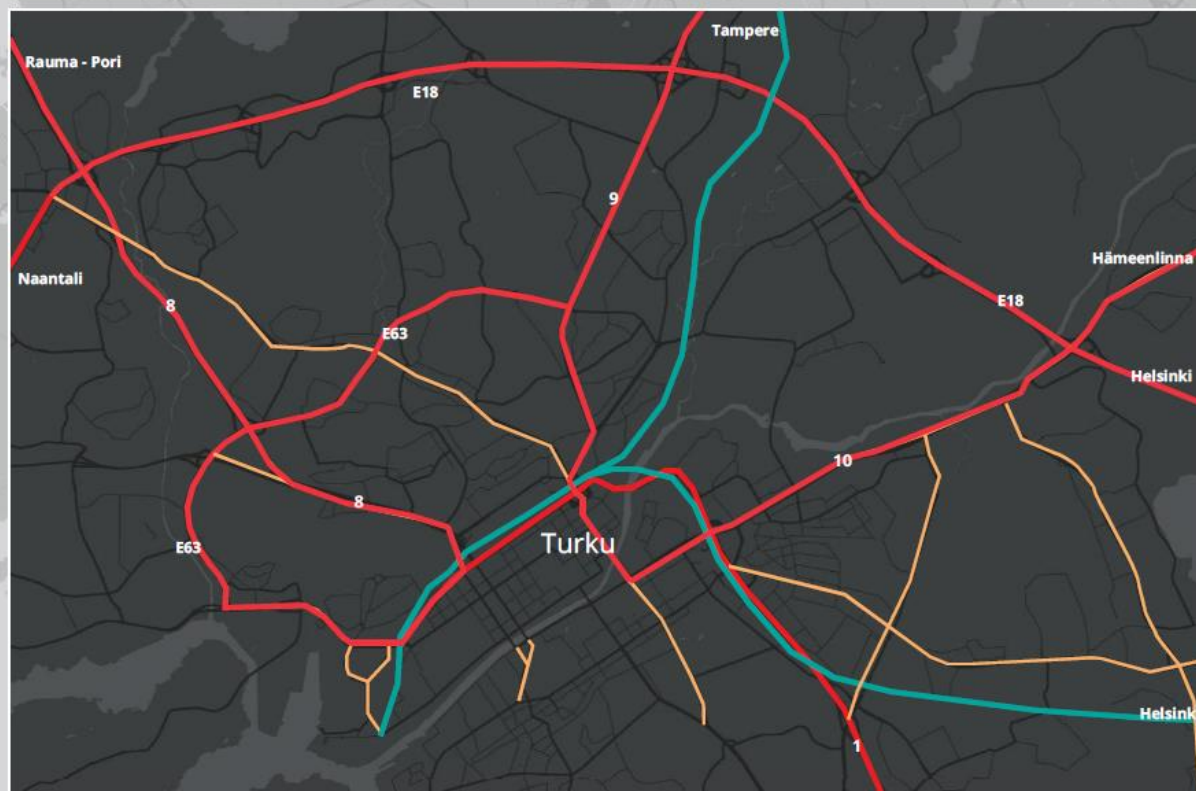 Tampere
Rauma - Pori
E18
9
Naantali
Hämeenlinna
8
E18
E63
Helsinki
10
8
Turku
E63
Helsink
1